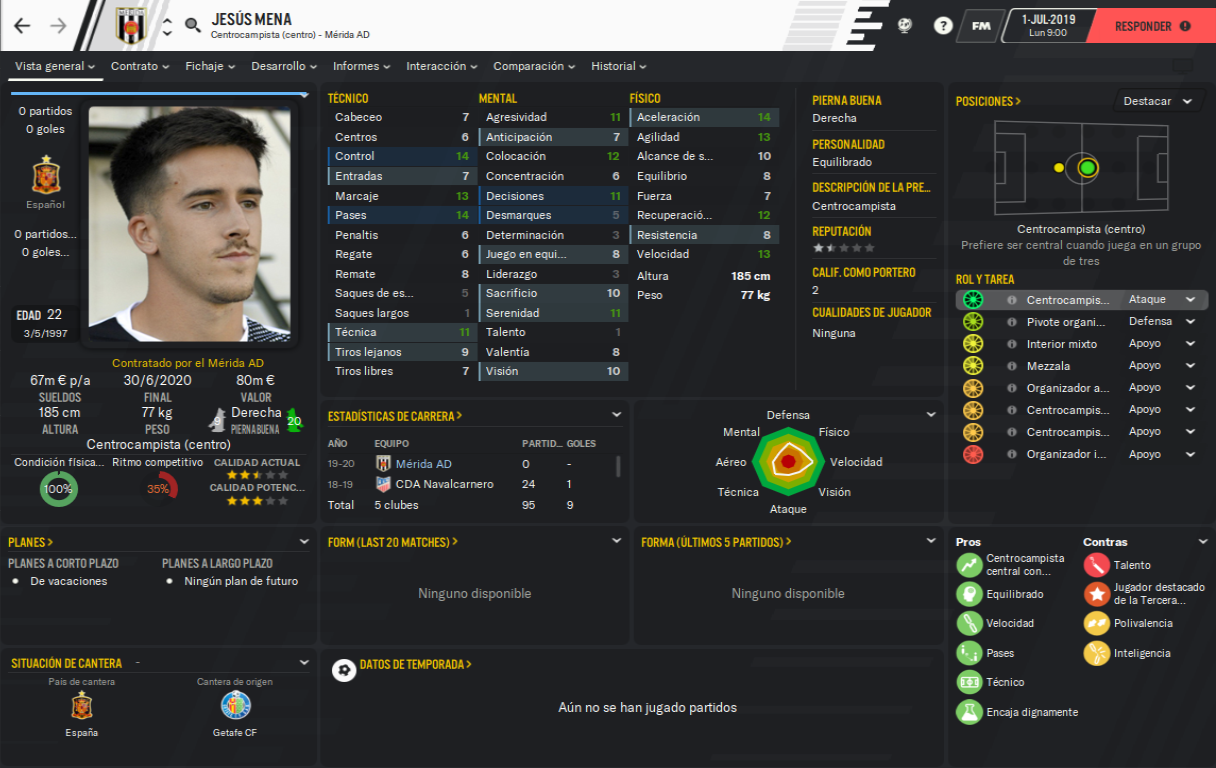 JESÚS MENA
Centrocampista (centro) - Mérida AD
FM
1-JUL-2019
Lun 9:00
RESPONDER
Vista general
Contrato
Fichaje
Desarrollo
Informes
Interacción
Comparación
Historial
0 partidos
0 goles
Español
0 partidos...
0 goles...
EDAD 22
3/5/1997
Contratado por el Mérida AD
67m € p/a
SUELDOS
30/6/2020
FINAL
80m €
VALOR
185 cm
ALTURA
77 kg
PESO
9 Derecha 20
PIERNA BUENA
Centrocampista (centro)
Condición física...
100%
Ritmo competitivo
35%
CALIDAD ACTUAL
CALIDAD POTENC...
TÉCNICO
Cabeceo 7
Centros 6
Control 14
Entradas 7
Marcaje 13
Pases 14
Penaltis 6
Regate 6
Remate 8
Saques de es... 5
Saques largos 1
Técnica 11
Tiros lejanos 9
Tiros libres 7
MENTAL
Agresividad 11
Anticipación 7
Colocación 12
Concentración 6
Decisiones 11
Desmarques 5
Determinación 3
Juego en equi... 8
Liderazgo 3
Sacrificio 10
Serenidad 11
Talento 1
Valentía 8
Visión 10
FÍSICO
Aceleración 14
Agilidad 13
Alcance de s... 10
Equilibrio 8
Fuerza 7
Recuperació... 12
Resistencia 8
Velocidad 13
Altura 185 cm
Peso 77 kg
PIERNA BUENA
Derecha
PERSONALIDAD
Equilibrado
DESCRIPCIÓN DE LA PRE...
Centrocampista
REPUTACIÓN
CALIF. COMO PORTERO
2
CUALIDADES DE JUGADOR
Ninguna
POSICIONES
Destacar
Centrocampista (centro)
Prefiere ser central cuando juega en un grupo
de tres
ROL Y TAREA
Centrocampis... Ataque
Pivote organi... Defensa
Interior mixto Apoyo
Mezzala Apoyo
Organizador a... Apoyo
Centrocampis... Apoyo
Centrocampis... Apoyo
Organizador i... Apoyo
ESTADÍSTICAS DE CARRERA
AÑO EQUIPO PARTID... GOLES
19-20 Mérida AD 0 -
18-19 CDA Navalcarnero 24 1
Total 5 clubes 95 9
Defensa
Mental
Físico
Aéreo
Velocidad
Técnica
Visión
Ataque
PLANES
PLANES A CORTO PLAZO
De vacaciones
PLANES A LARGO PLAZO
Ningún plan de futuro
FORM (LAST 20 MATCHES)
Ninguno disponible
FORMA (ÚLTIMOS 5 PARTIDOS)
Ninguno disponible
Pros
Centrocampista
central con...
Equilibrado
Velocidad
Pases
Técnico
Encaja dignamente
Contras
Talento
Jugador destacado
de la Tercera...
Polivalencia
Inteligencia
SITUACIÓN DE CANTERA -
País de cantera
España
Cantera de origen
Getafe CF
DATOS DE TEMPORADA
Aún no se han jugado partidos